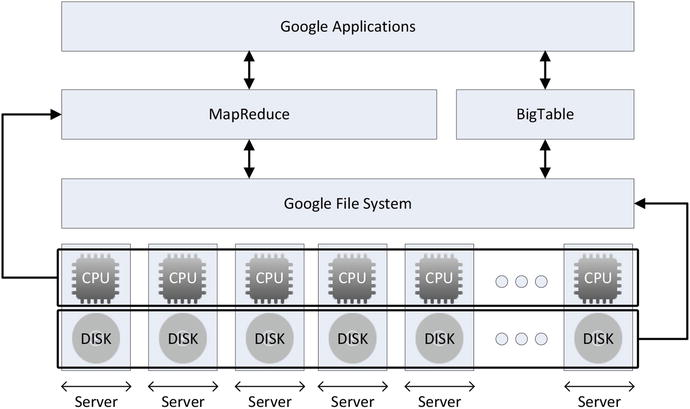 Google Applications
MapReduce BigTable
Google File System
CPU CPU CPU CPU CPU CPU
DISK DISK DISK DISK DISK DISK
Server Server Server Server Server Server